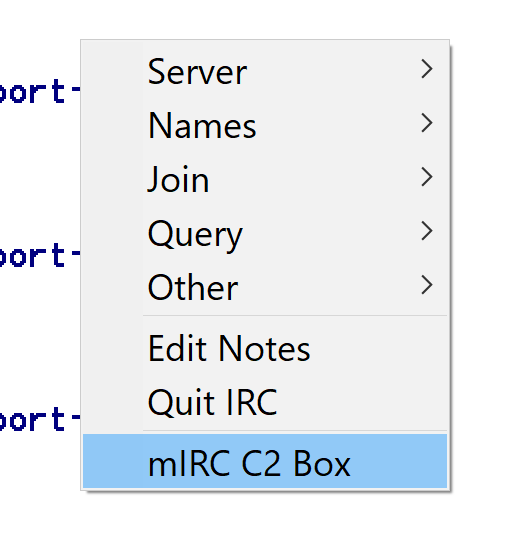 Server
port-
Names
Join
Query
port-
Other
Edit Notes
Quit IRC
port-
mIRC C2 Box